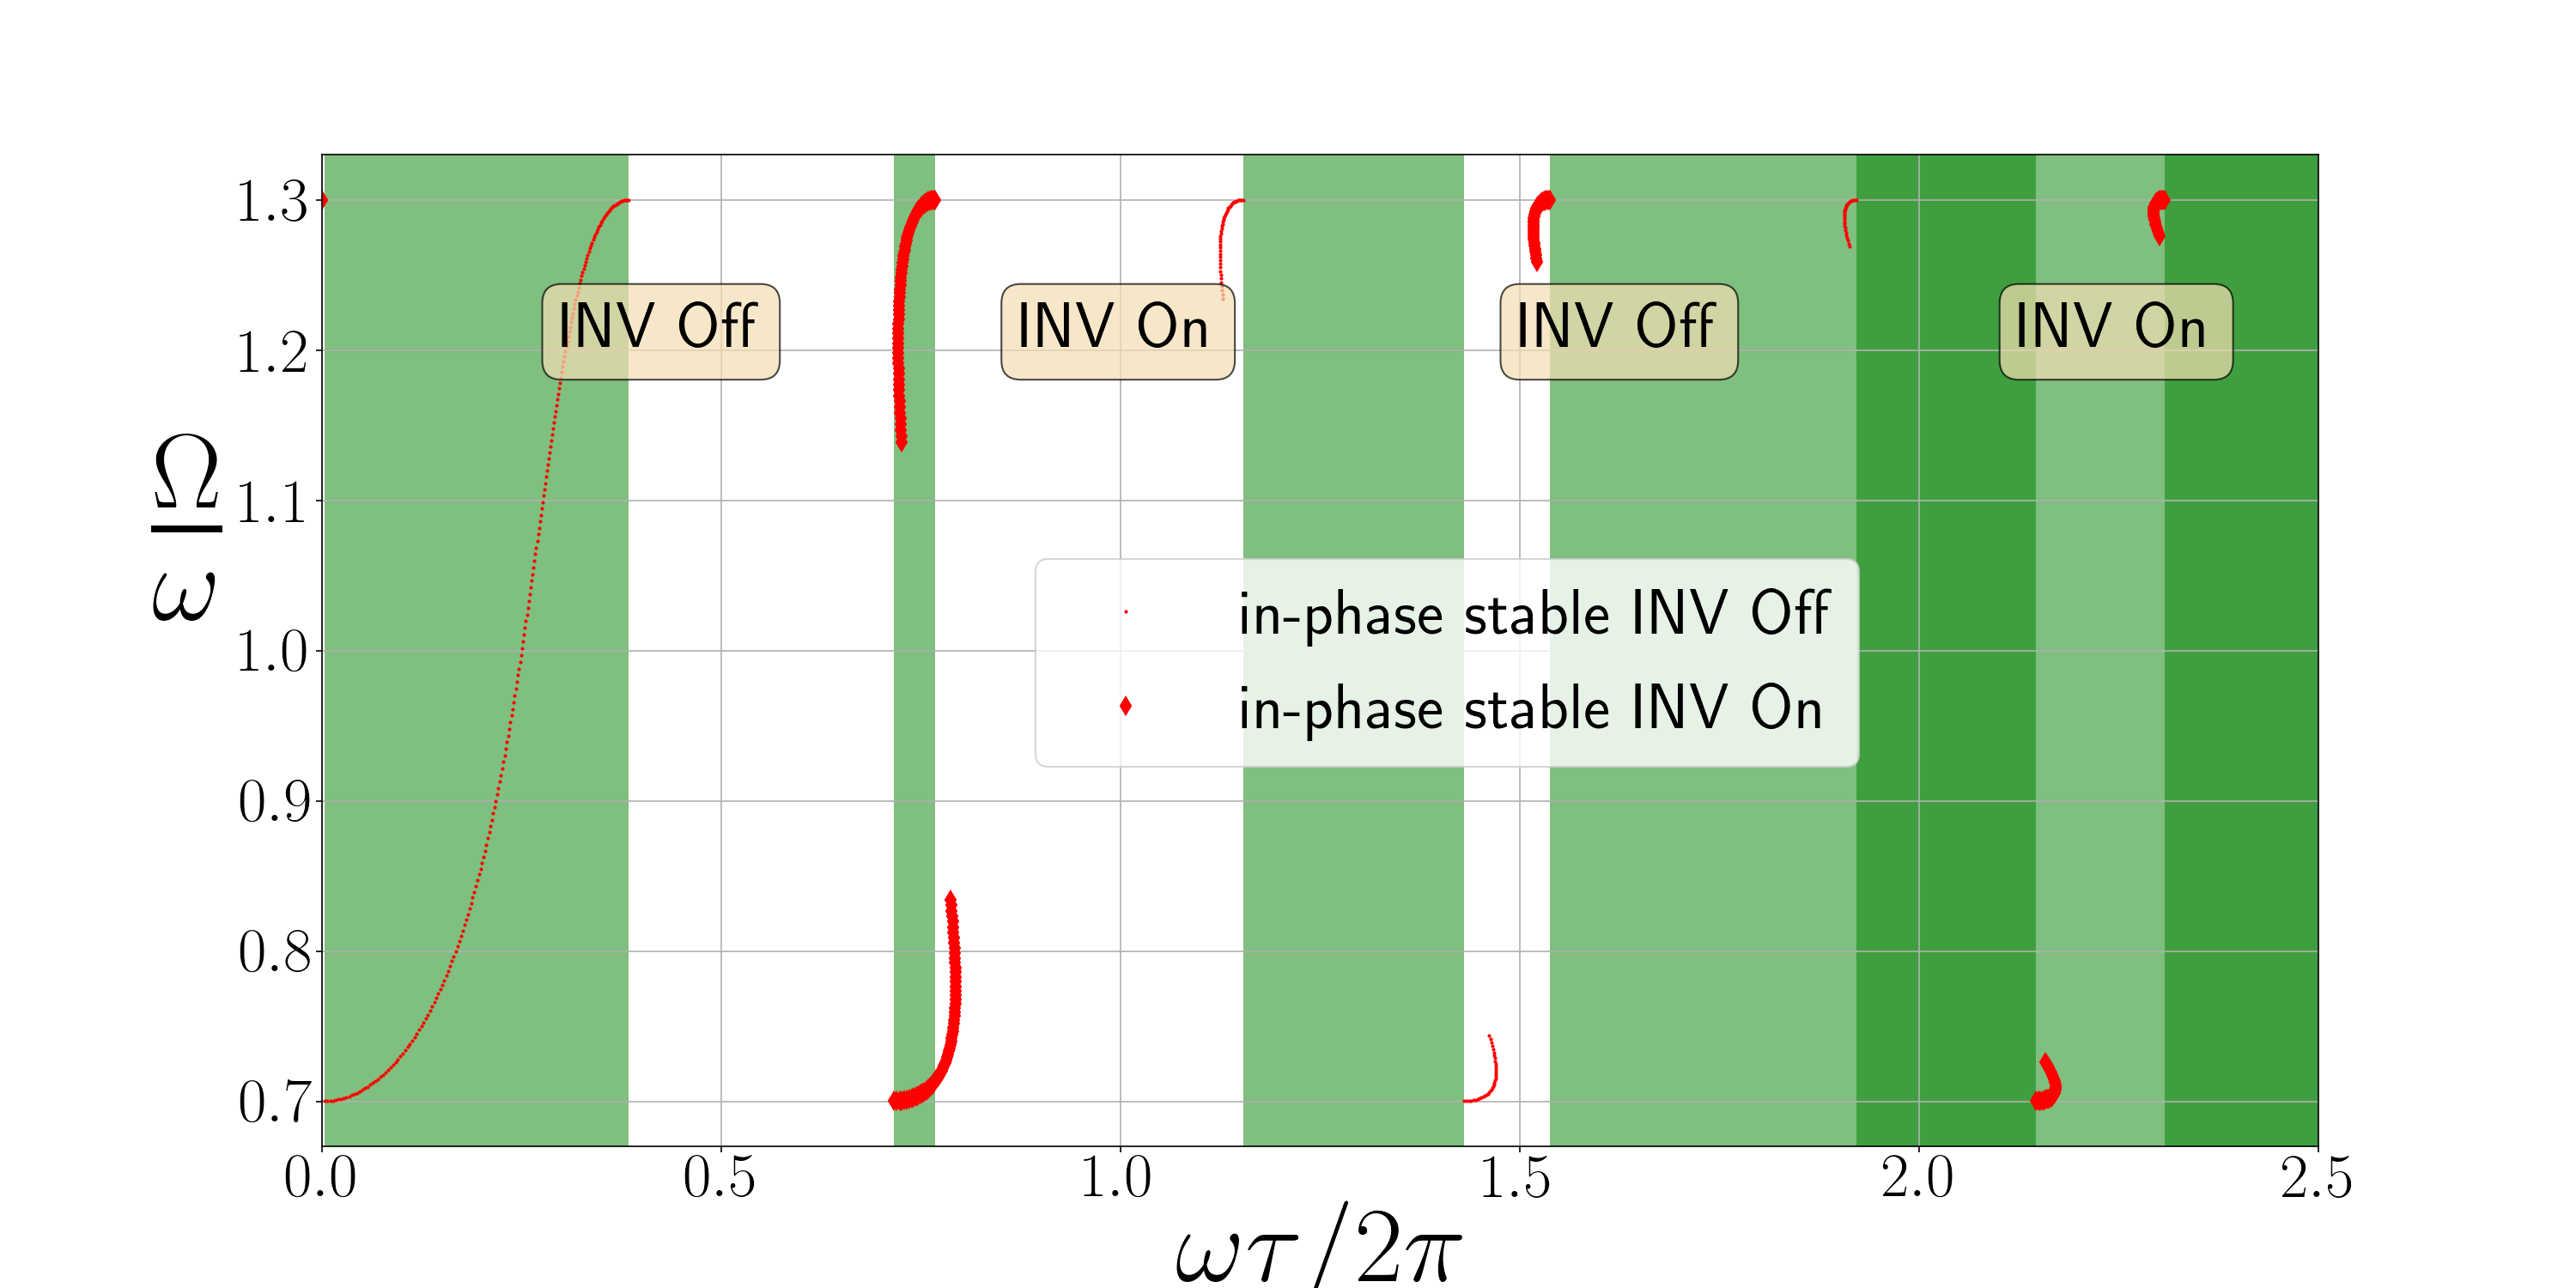 1.3
1.2
1.1
1.0
0.9
0.8
0.7
ω | Ω
INV Off
INV On
INV Off
INV On
in-phase stable INV Off
in-phase stable INV On
0.0
0.5
1.0
1.5
2.0
2.5
ωτ/2π